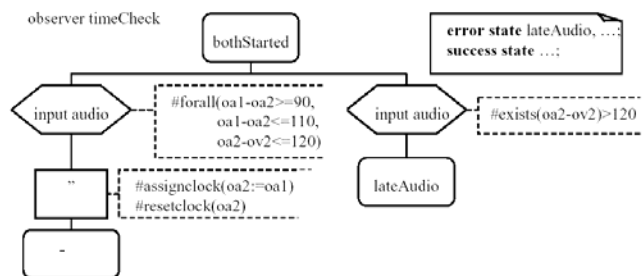 observer timeCheck
bothStarted
error state lateAudio, …;
success state …;
input audio
#forall(oa1-oa2>=90,
oa1-oa2<=110,
oa2-ov2<=120)
input audio
#exists(oa2-ov2)>120
''
#assignclock(oa2:=oa1)
#resetclock(oa2)
lateAudio
-